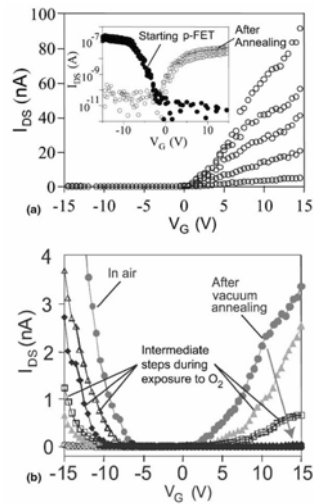 100
80
60
40
20
0
I_DS (nA)
10^-7
10^-9
10^-11
I_DS (A)
Starting p-FET
After
Annealing
-10 0 10
V_G (V)
-15 -10 -5 0 5 10 15
(a)
V_G (V)
4
3
2
1
0
I_DS (nA)
In air
After
vacuum
annealing
Intermediate
steps during
exposure to O_2
-15 -10 -5 0 5 10 15
(b)
V_G (V)